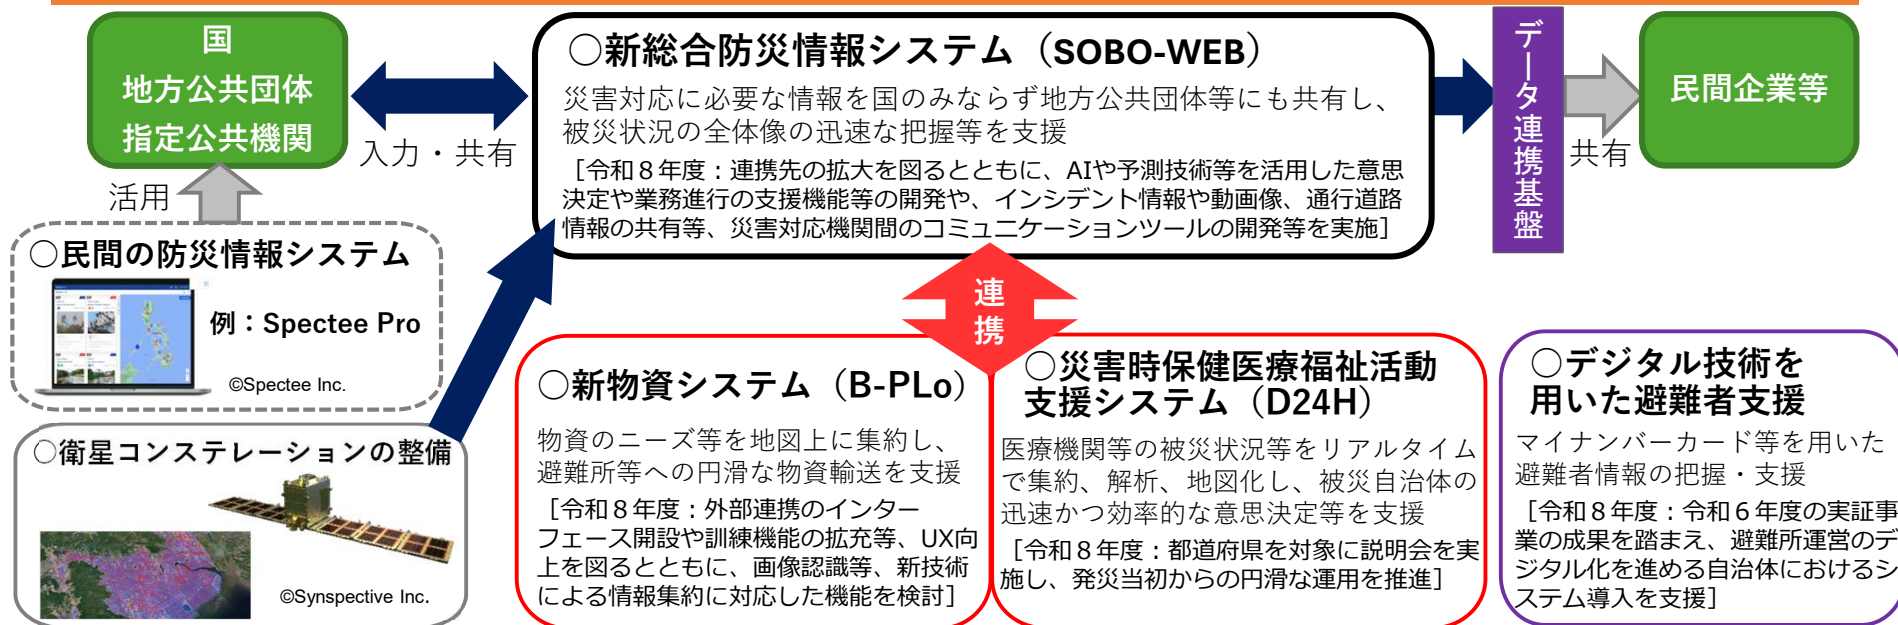 国
地方公共団体
指定公共機関
入力・共有
活用
○新総合防災情報システム（SOBO-WEB）
災害対応に必要な情報を国のみならず地方公共団体等にも共有し、
被災状況の全体像の迅速な把握等を支援
［令和８年度：連携先の拡大を図るとともに、AIや予測技術等を活用した意思
決定や業務進行の支援機能等の開発や、インシデント情報や動画像、通行道路
情報の共有等、災害対応機関間のコミュニケーションツールの開発等を実施］
データ連携基盤
共有
民間企業等
○民間の防災情報システム
例：Spectee Pro
©Spectee Inc.
○衛星コンステレーションの整備
©Synspective Inc.
連携
○新物資システム（B-PLo）
物資のニーズ等を地図上に集約し、
避難所等への円滑な物資輸送を支援
［令和８年度：外部連携のインター
フェース開設や訓練機能の拡充等、UX向
上を図るとともに、画像認識等、新技術
による情報集約に対応した機能を検討］
○災害時保健医療福祉活動
支援システム（D24H）
医療機関等の被災状況等をリアルタイム
で集約、解析、地図化し、被災自治体の
迅速かつ効率的な意思決定等を支援
［令和８年度：都道府県を対象に説明会を実
施し、発災当初からの円滑な運用を推進］
○デジタル技術を
用いた避難者支援
マイナンバーカード等を用いた
避難者情報の把握・支援
［令和８年度：令和６年度の実証事
業の成果を踏まえ、避難所運営のデ
ジタル化を進める自治体におけるシ
ステム導入を支援］